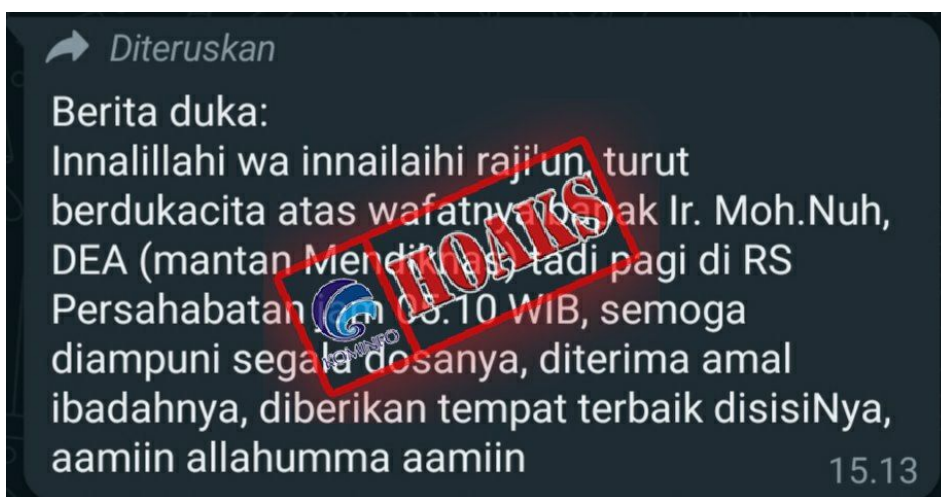 Diteruskan
Berita duka:
Innalillahi wa innailaihi raji'un, turut
berdukacita atas wafatnya bapak Ir. Moh.Nuh,
DEA (mantan Mendiknas) tadi pagi di RS
Persahabatan jam 06.10 WIB, semoga
diampuni segala dosanya, diterima amal
ibadahnya, diberikan tempat terbaik disisiNya,
aamiin allahumma aamiin
15.13
HOAKS
KOMINFO